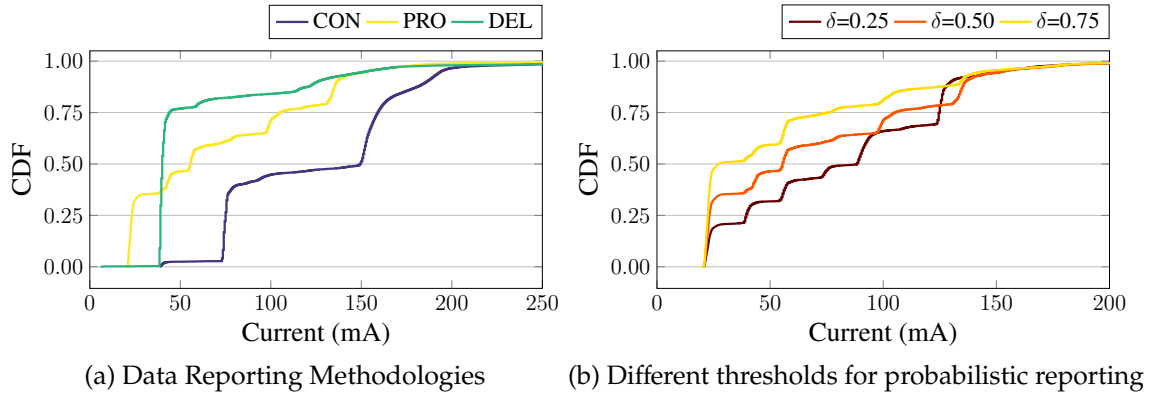 CON PRO DEL
1.00
0.75
0.50
0.25
0.00
CDF
0 50 100 150 200 250
Current (mA)
(a) Data Reporting Methodologies
δ=0.25 δ=0.50 δ=0.75
1.00
0.75
0.50
0.25
0.00
CDF
0 50 100 150 200
Current (mA)
(b) Different thresholds for probabilistic reporting